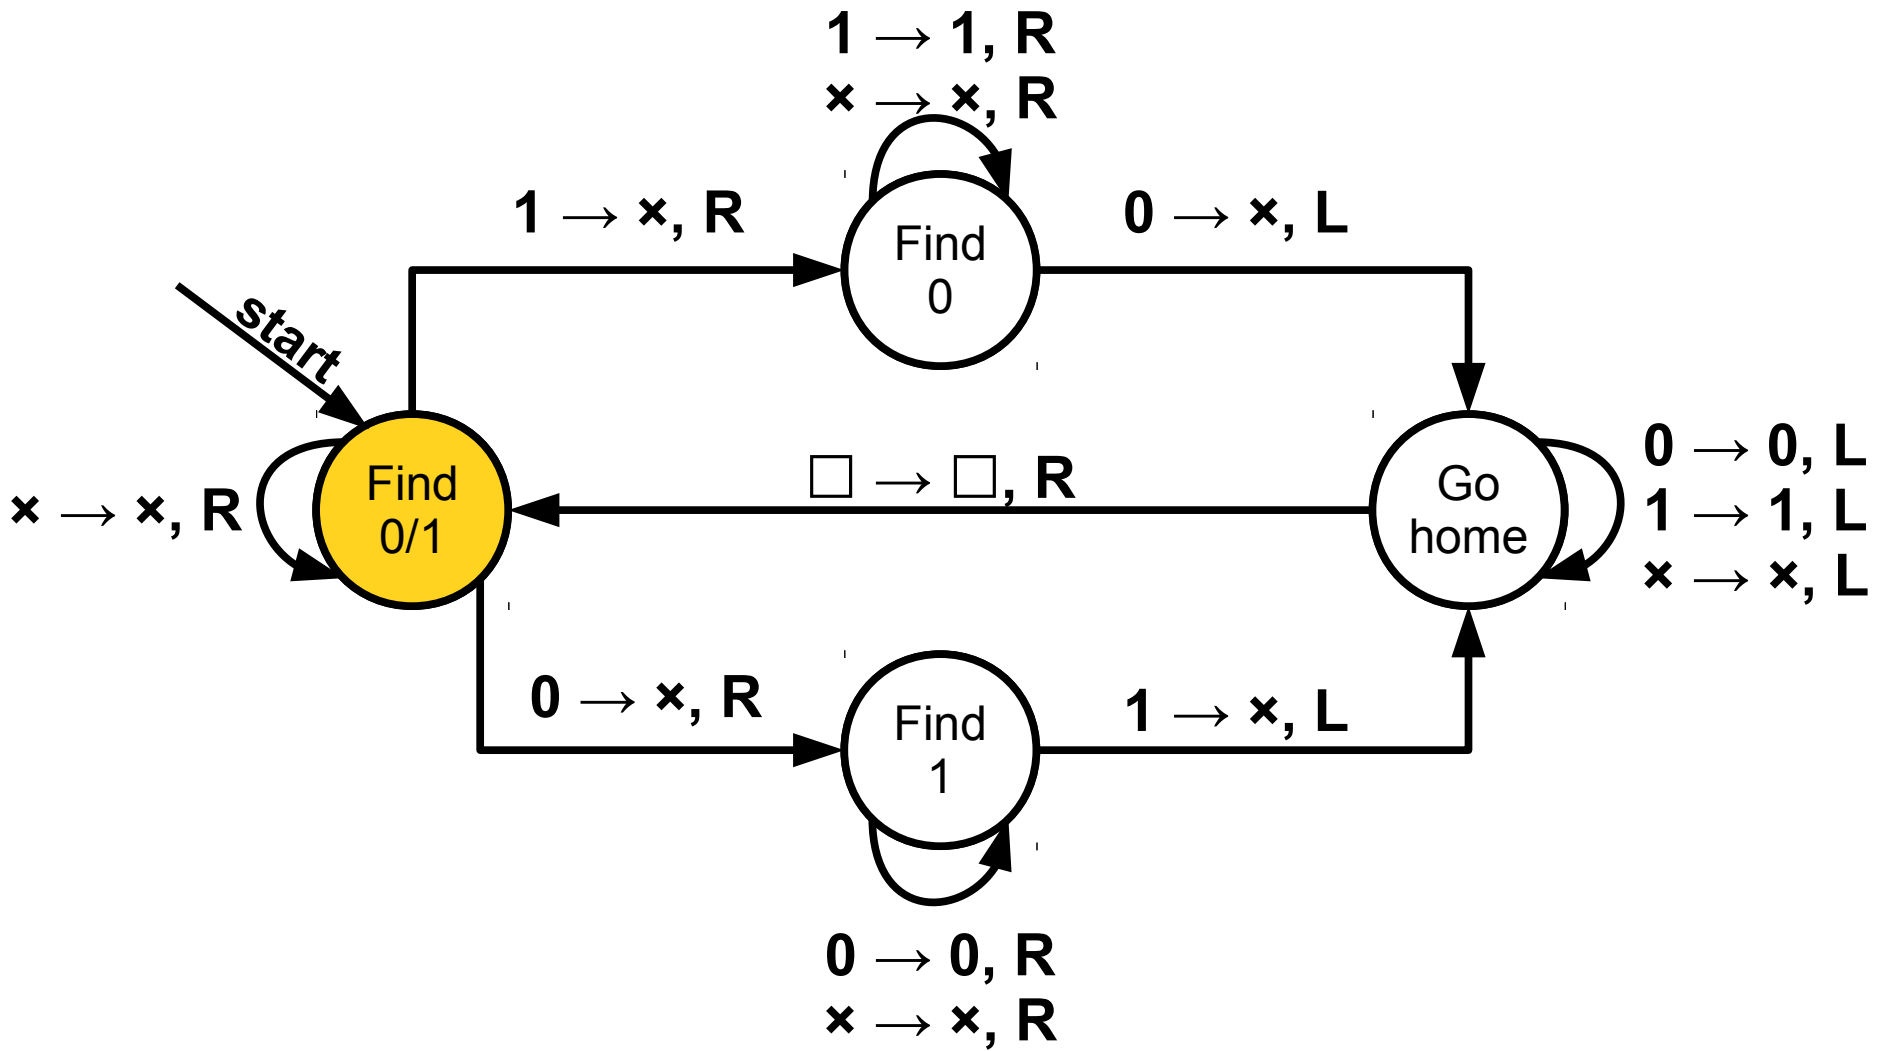 1 → 1, R
× → ×, R
1 → ×, R
Find
0
0 → ×, L
start
Find
0/1
× → ×, R
□ → □, R
Go
home
0 → 0, L
1 → 1, L
× → ×, L
0 → ×, R
Find
1
1 → ×, L
0 → 0, R
× → ×, R